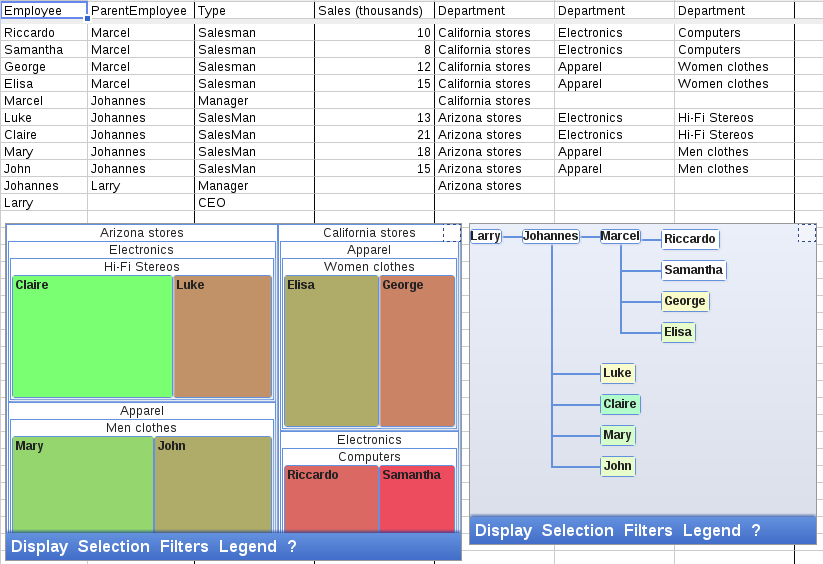 Employee ParentEmployee Type Sales (thousands) Department Department Department
Riccardo Marcel Salesman 10 California stores Electronics Computers
Samantha Marcel Salesman 8 California stores Electronics Computers
George Marcel Salesman 12 California stores Apparel Women clothes
Elisa Marcel Salesman 15 California stores Apparel Women clothes
Marcel Johannes Manager California stores
Luke Johannes SalesMan 13 Arizona stores Electronics Hi-Fi Stereos
Claire Johannes SalesMan 21 Arizona stores Electronics Hi-Fi Stereos
Mary Johannes SalesMan 18 Arizona stores Apparel Men clothes
John Johannes SalesMan 15 Arizona stores Apparel Men clothes
Johannes Larry Manager Arizona stores
Larry CEO
Arizona stores
Electronics
Hi-Fi Stereos
Claire Luke
Apparel
Men clothes
Mary John
California stores
Apparel
Women clothes
Elisa George
Electronics
Computers
Riccardo Samantha
Display Selection Filters Legend ?
Larry Johannes Marcel Riccardo
Samantha
George
Elisa
Luke
Claire
Mary
John
Display Selection Filters Legend ?